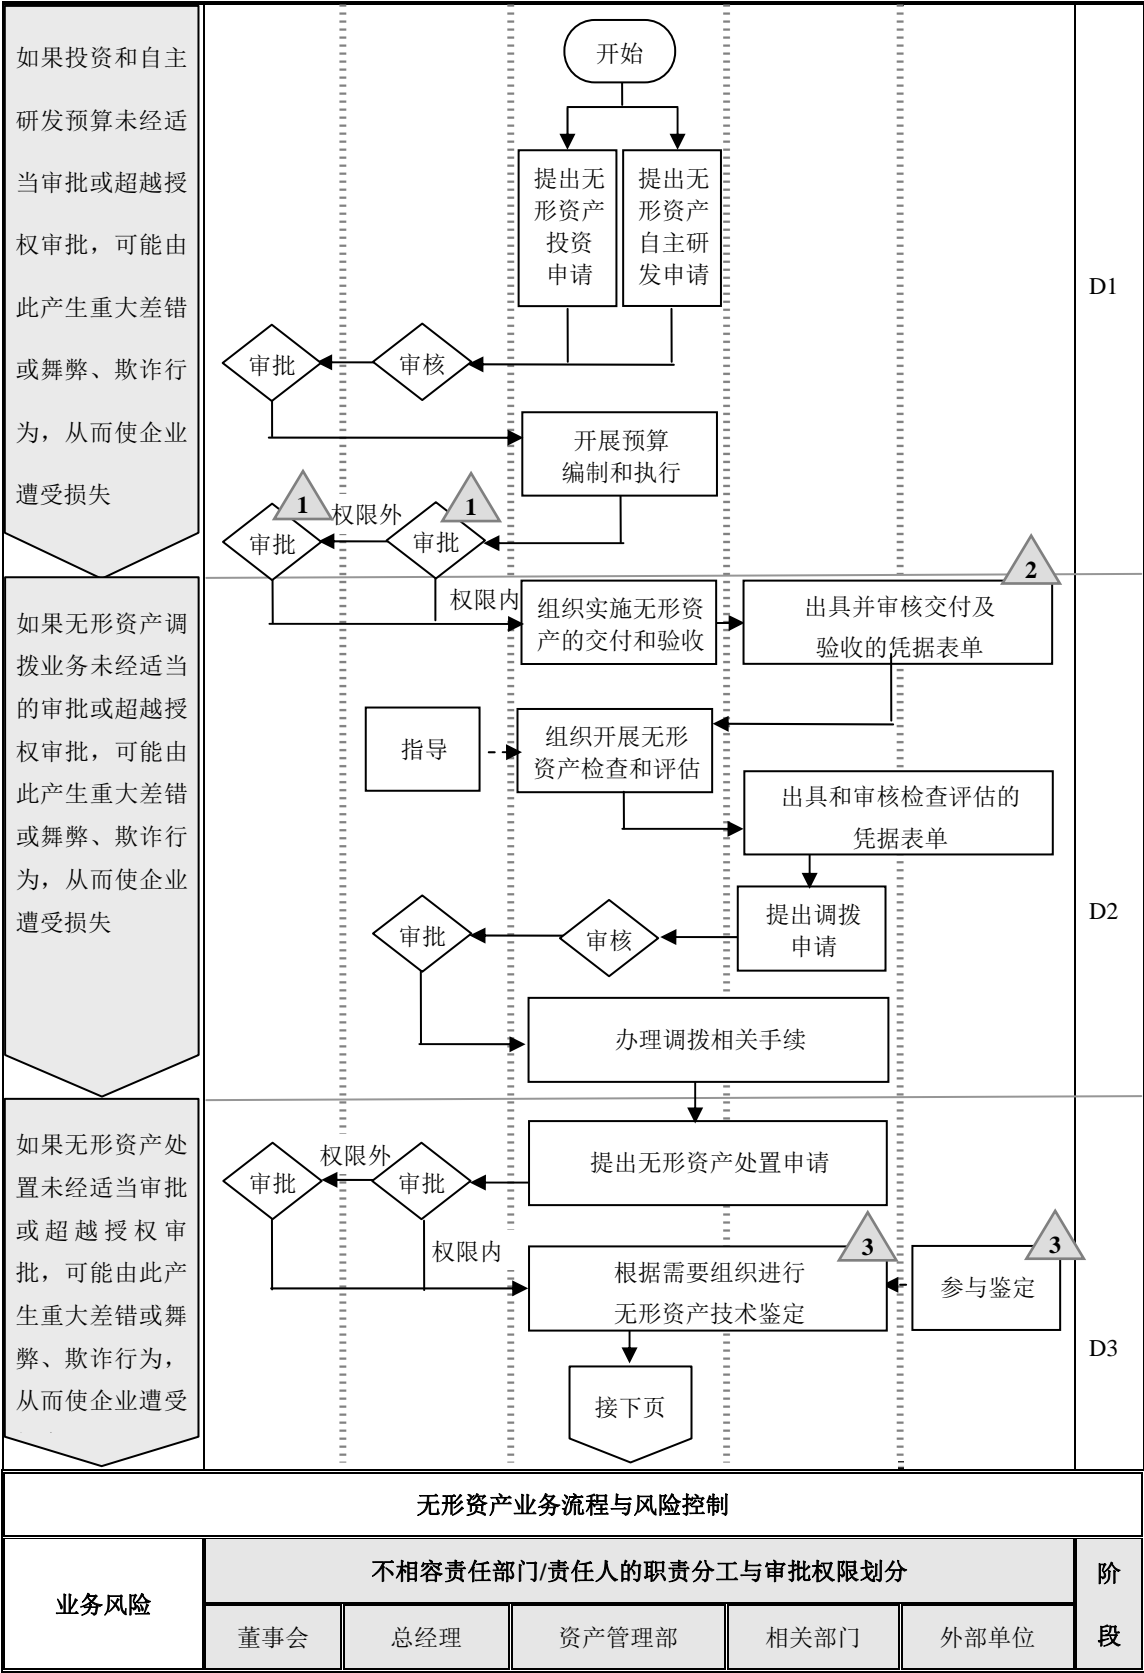 如果投资和自主
研发预算未经适
当审批或超越授
权审批，可能由
此产生重大差错
或舞弊、欺诈行
为，从而使企业
遭受损失
开始
提出无
形资产
投资
申请
提出无
形资产
自主研
发申请
审批
审核
开展预算
编制和执行
1
权限外
1
审批
审批
D1
如果无形资产调
拨业务未经适当
的审批或超越授
权审批，可能由
此产生重大差错
或舞弊、欺诈行
为，从而使企业
遭受损失
权限内
组织实施无形资
产的交付和验收
2
出具并审核交付及
验收的凭据表单
指导
组织开展无形
资产检查和评估
出具和审核检查评估的
凭据表单
审批
审核
提出调拨
申请
办理调拨相关手续
D2
如果无形资产处
置未经适当审批
或超越授权审
批，可能由此产
生重大差错或舞
弊、欺诈行为，
从而使企业遭受
审批
权限外
审批
提出无形资产处置申请
权限内
3
根据需要组织进行
无形资产技术鉴定
3
参与鉴定
接下页
D3
无形资产业务流程与风险控制
业务风险
不相容责任部门/责任人的职责分工与审批权限划分
阶
段
董事会
总经理
资产管理部
相关部门
外部单位